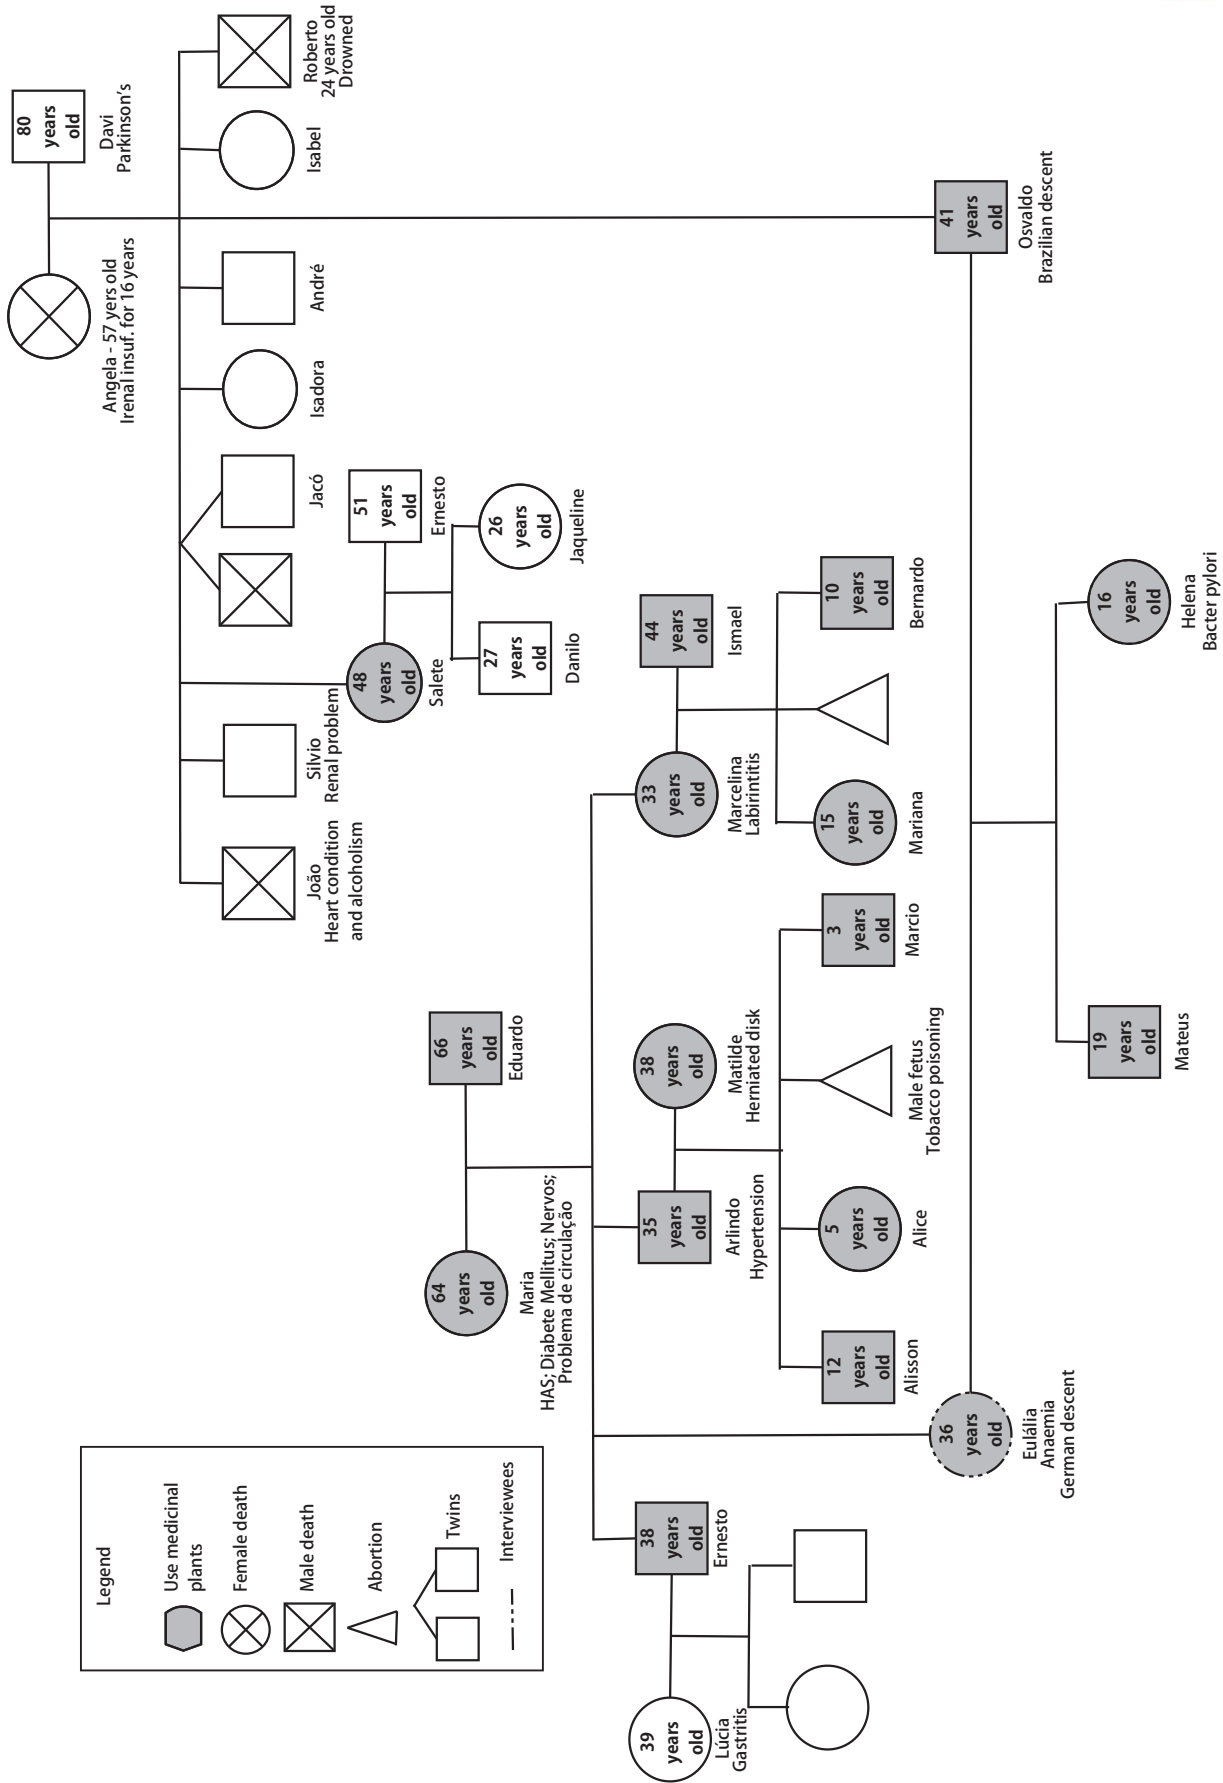 Legend
Use medicinal
plants
Female death
Male death
Abortion
Twins
Interviewees
80
years
old
Davi
Parkinson's
Angela - 57 yers old
Irenal insuf. for 16 years
João
Heart condition
and alcoholism
Silvio
Renal problem
48
years
old
Salete
51
years
old
Ernesto
27
years
old
Danilo
26
years
old
Jaqueline
Jacó
Isadora
André
Isabel
Roberto
24 years old
Drowned
64
years
old
Maria
HAS; Diabete Mellitus; Nervos;
Problema de circulação
66
years
old
Eduardo
39
years
old
Lúcia
Gastritis
38
years
old
Ernesto
35
years
old
Arlindo
Hypertension
38
years
old
Matilde
Herniated disk
12
years
old
Alisson
5
years
old
Alice
Male fetus
Tobacco poisoning
3
years
old
Marcio
33
years
old
Marcelina
Labirintitis
44
years
old
Ismael
15
years
old
Mariana
10
years
old
Bernardo
36
years
old
Eulália
Anaemia
German descent
41
years
old
Osvaldo
Brazilian descent
19
years
old
Mateus
16
years
old
Helena
Bacter pylori